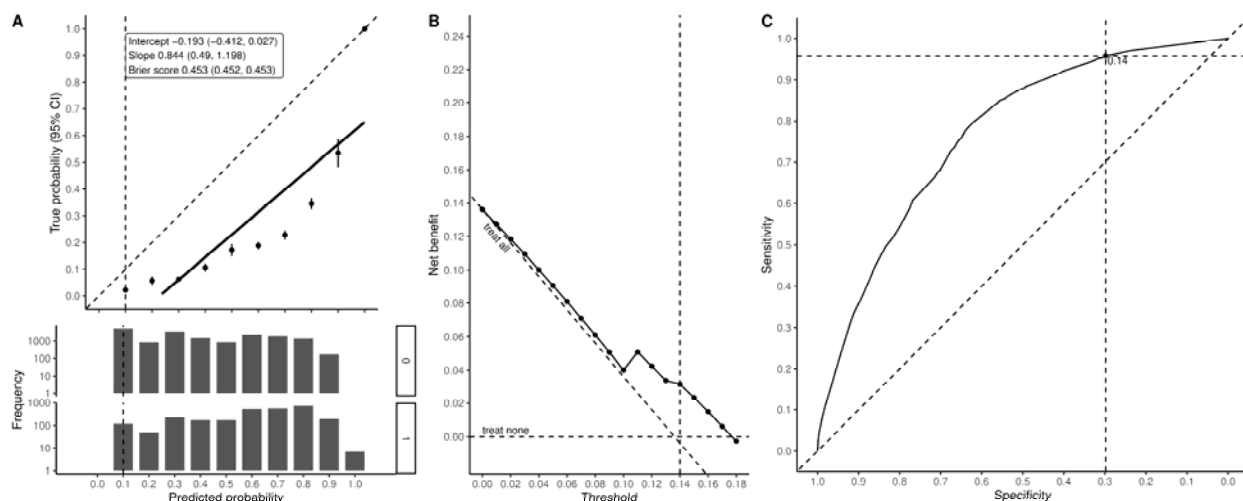 A
Intercept −0.193 (−0.412, 0.027)
Slope 0.844 (0.49, 1.198)
Brier score 0.453 (0.452, 0.453)
True probability (95% CI)
1.0
0.9
0.8
0.7
0.6
0.5
0.4
0.3
0.2
0.1
0.0
Frequency
1000
100
10
1
0
1000
100
10
1
1
0.0 0.1 0.2 0.3 0.4 0.5 0.6 0.7 0.8 0.9 1.0
Predicted probability
B
Net benefit
0.24
0.22
0.20
0.18
0.16
0.14
0.12
0.10
0.08
0.06
0.04
0.02
0.00
treat all
treat none
0.00 0.02 0.04 0.06 0.08 0.10 0.12 0.14 0.16 0.18
Threshold
C
Sensitivity
1.0
0.9
0.8
0.7
0.6
0.5
0.4
0.3
0.2
0.1
0.0
0.14
1.0 0.9 0.8 0.7 0.6 0.5 0.4 0.3 0.2 0.1 0.0
Specificity